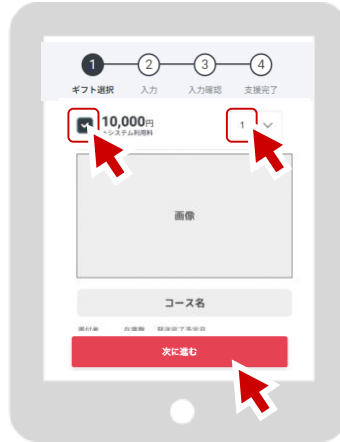 1 2 3 4
ギフト選択 入力 入力確認 支援完了
10,000円 1
+システム利用料
画像
コース名
次に進む